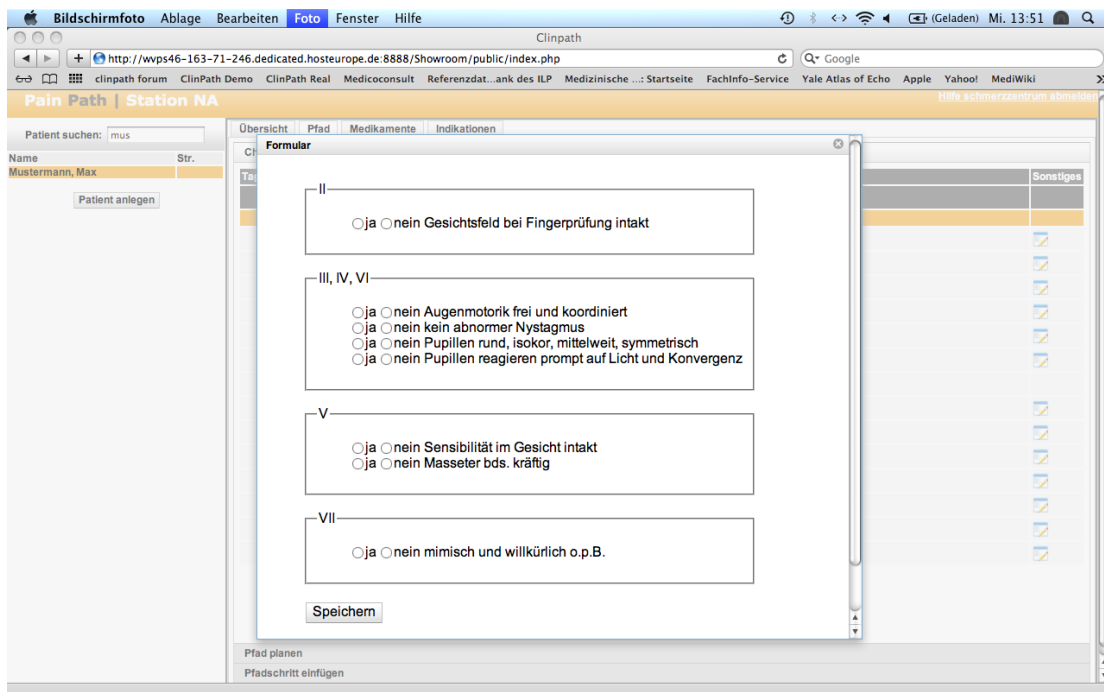 Bildschirmfoto Ablage Bearbeiten Foto Fenster Hilfe (Geladen) Mi. 13:51
Clinpath
http://wvps46-163-71-246.dedicated.hosteurope.de:8888/Showroom/public/index.php Google
clinpath forum ClinPath Demo ClinPath Real Medicoconsult Referenzdat...ank des ILP Medizinische ...: Startseite FachInfo-Service Yale Atlas of Echo Apple Yahoo! MediWiki
Pain Path | Station NA Hilfe schmerzzentrum abmelden
Patient suchen: mus
Name Str.
Mustermann, Max
Patient anlegen
Übersicht Pfad Medikamente Indikationen
Formular
Sonstiges
II
ja nein Gesichtsfeld bei Fingerprüfung intakt
III, IV, VI
ja nein Augenmotorik frei und koordiniert
ja nein kein abnormer Nystagmus
ja nein Pupillen rund, isokor, mittelweit, symmetrisch
ja nein Pupillen reagieren prompt auf Licht und Konvergenz
V
ja nein Sensibilität im Gesicht intakt
ja nein Masseter bds. kräftig
VII
ja nein mimisch und willkürlich o.p.B.
Speichern
Pfad planen
Pfadschritt einfügen